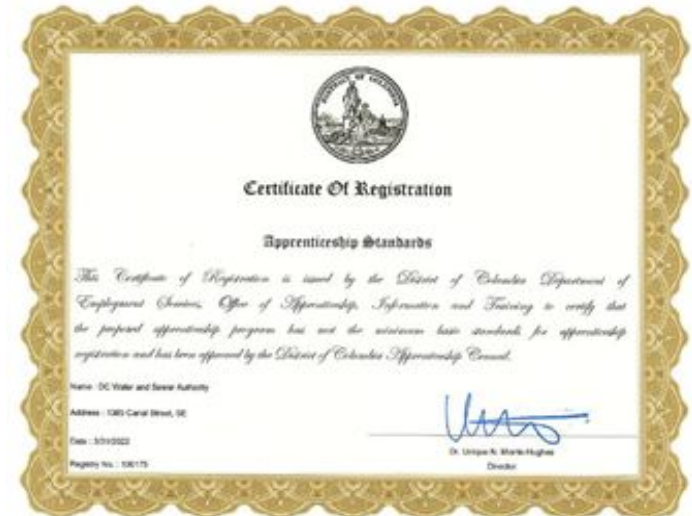 DISTRICT OF COLUMBIA
Certificate Of Registration
Apprenticeship Standards
This Certificate of Registration is issued by the District of Columbia Department of
Employment Services, Office of Apprenticeship, Information and Training to certify that
the proposed apprenticeship program has met the minimum basic standards for apprenticeship
registration and has been approved by the District of Columbia Apprenticeship Council.
Name : DC Water and Sewer Authority
Address : 1385 Canal Street, SE
Date : 3/31/2022
Registry No. :
Dr. Unique N. Morris-Hughes
Director